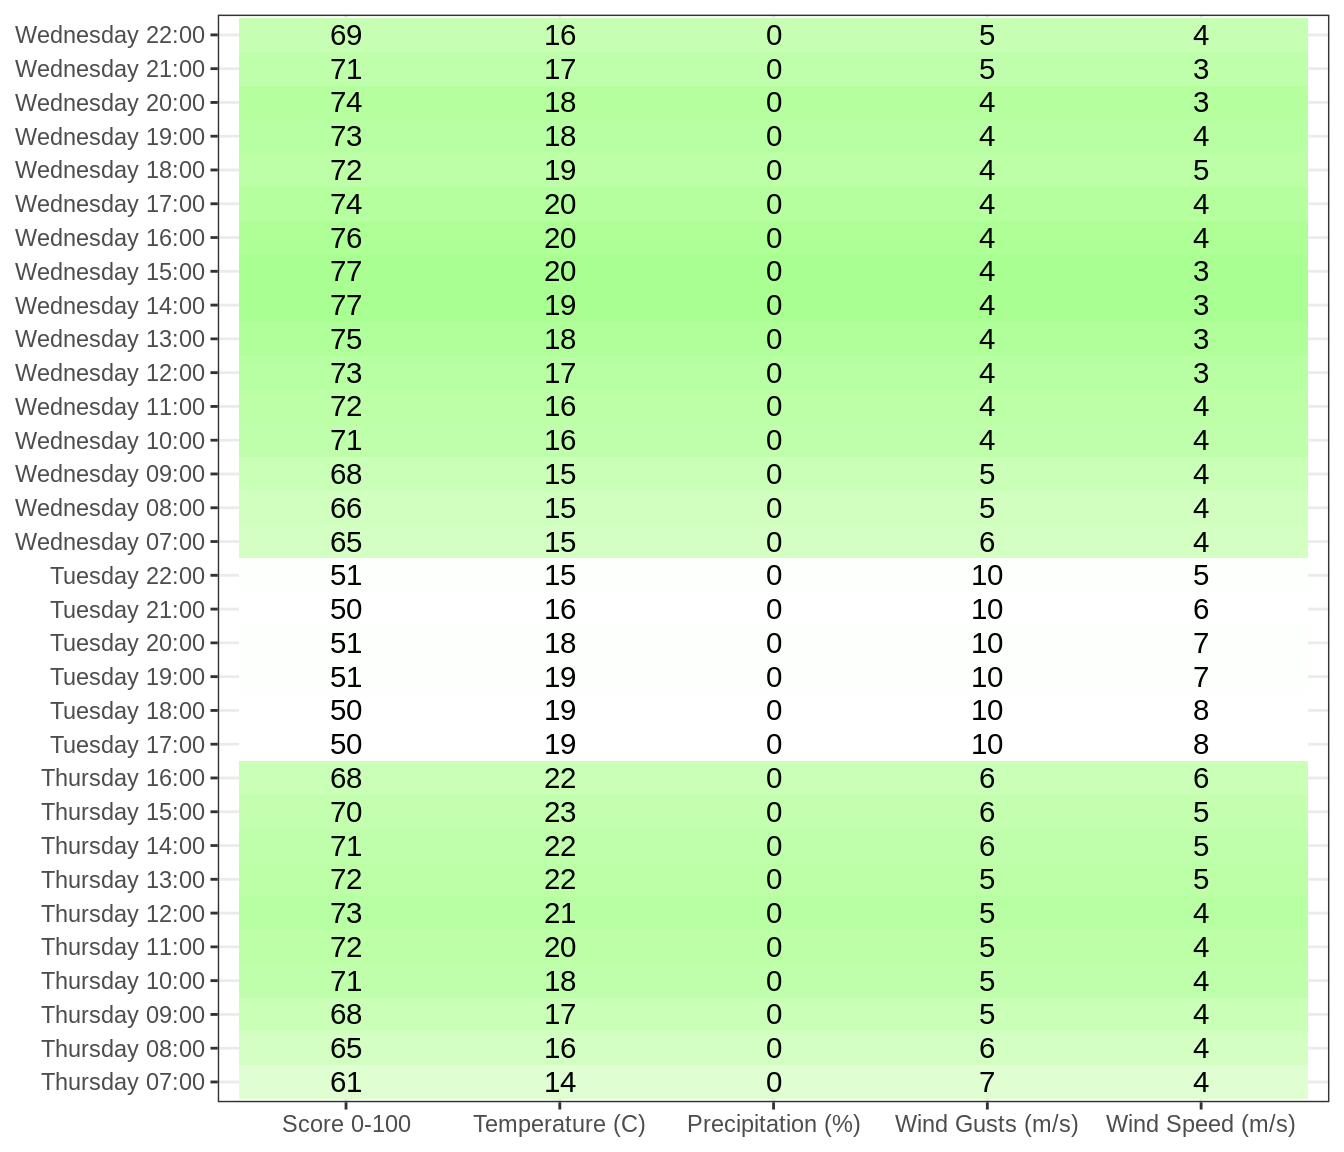 Wednesday 22:00 69 16 0 5 4
Wednesday 21:00 71 17 0 5 3
Wednesday 20:00 74 18 0 4 3
Wednesday 19:00 73 18 0 4 4
Wednesday 18:00 72 19 0 4 5
Wednesday 17:00 74 20 0 4 4
Wednesday 16:00 76 20 0 4 4
Wednesday 15:00 77 20 0 4 3
Wednesday 14:00 77 19 0 4 3
Wednesday 13:00 75 18 0 4 3
Wednesday 12:00 73 17 0 4 3
Wednesday 11:00 72 16 0 4 4
Wednesday 10:00 71 16 0 4 4
Wednesday 09:00 68 15 0 5 4
Wednesday 08:00 66 15 0 5 4
Wednesday 07:00 65 15 0 6 4
Tuesday 22:00 51 15 0 10 5
Tuesday 21:00 50 16 0 10 6
Tuesday 20:00 51 18 0 10 7
Tuesday 19:00 51 19 0 10 7
Tuesday 18:00 50 19 0 10 8
Tuesday 17:00 50 19 0 10 8
Thursday 16:00 68 22 0 6 6
Thursday 15:00 70 23 0 6 5
Thursday 14:00 71 22 0 6 5
Thursday 13:00 72 22 0 5 5
Thursday 12:00 73 21 0 5 4
Thursday 11:00 72 20 0 5 4
Thursday 10:00 71 18 0 5 4
Thursday 09:00 68 17 0 5 4
Thursday 08:00 65 16 0 6 4
Thursday 07:00 61 14 0 7 4
Score 0-100 Temperature (C) Precipitation (%) Wind Gusts (m/s) Wind Speed (m/s)